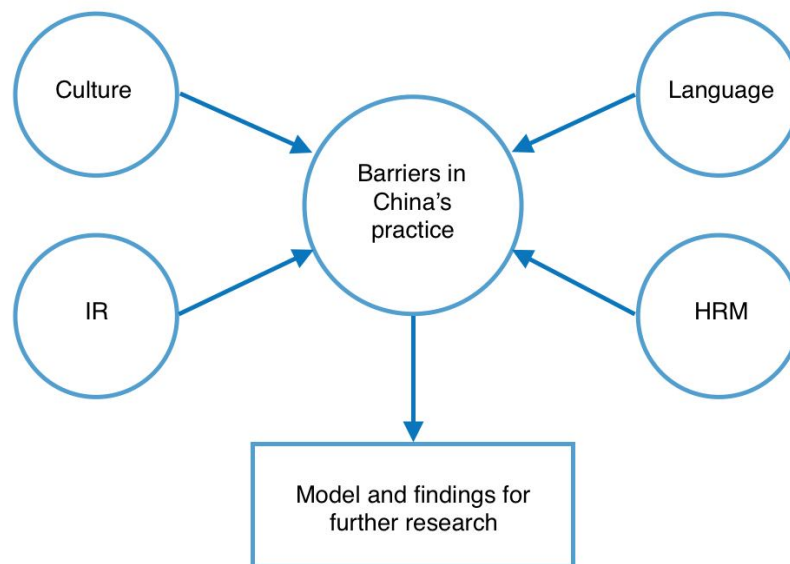 Culture
Language
Barriers in
China's
practice
IR
HRM
Model and findings for
further research